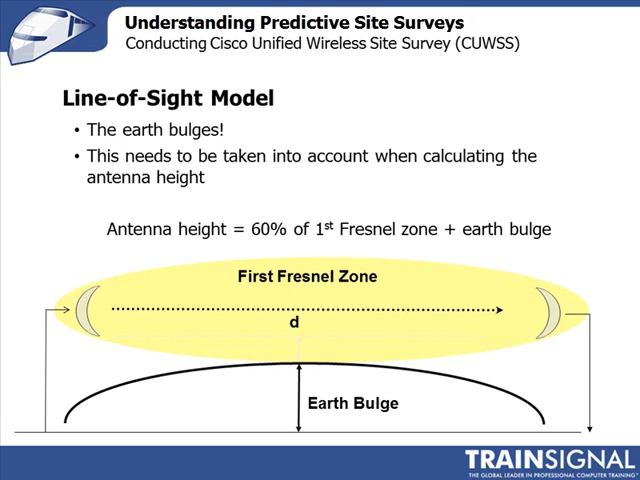 Understanding Predictive Site Surveys
Conducting Cisco Unified Wireless Site Survey (CUWSS)
Line-of-Sight Model
• The earth bulges!
• This needs to be taken into account when calculating the
antenna height
Antenna height = 60% of 1st Fresnel zone + earth bulge
First Fresnel Zone
d
Earth Bulge
TRAINSIGNAL
THE GLOBAL LEADER IN PROFESSIONAL COMPUTER TRAINING